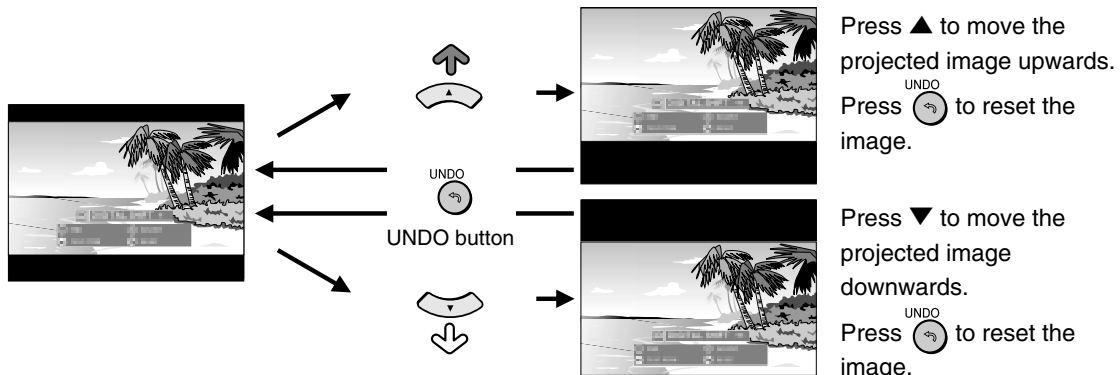 Press ▲ to move the
projected image upwards.
UNDO
Press to reset the
image.
UNDO
UNDO button
Press ▼ to move the
projected image
downwards.
UNDO
Press to reset the
image.